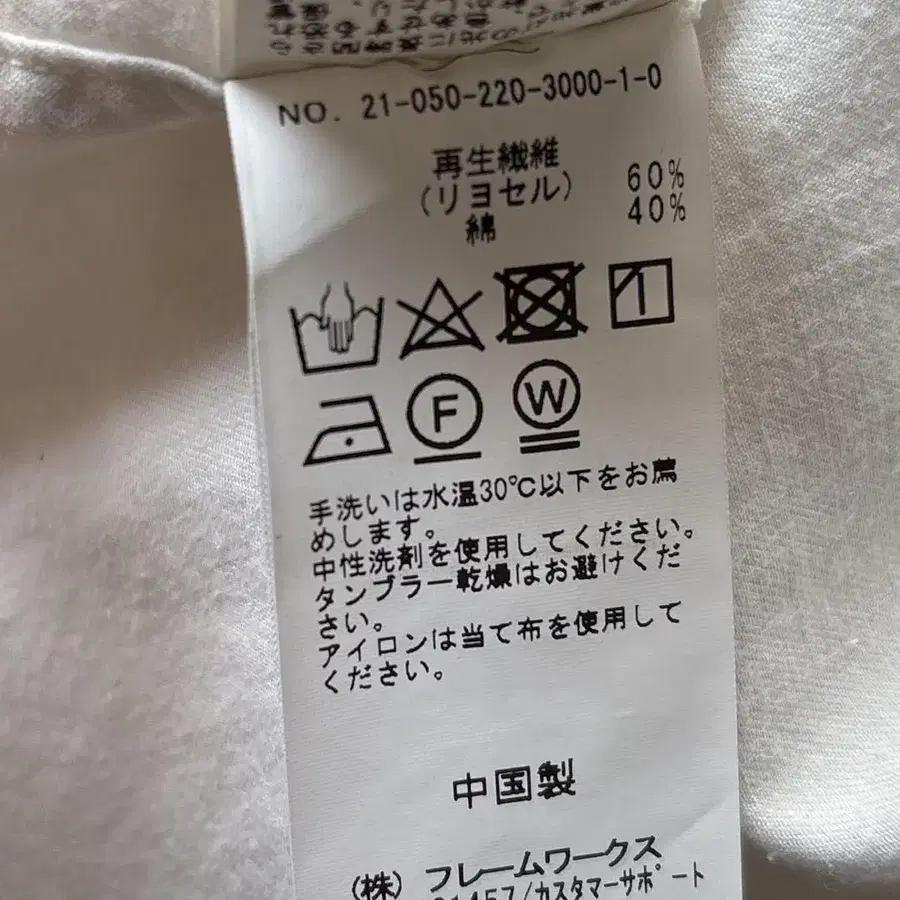 NO. 21-050-220-3000-1-0
再生繊維
(リヨセル) 60%
綿 40%
F W
手洗いは水温30℃以下をお薦
めします。
中性洗剤を使用してください。
タンブラー乾燥はお避けくだ
さい。
アイロンは当て布を使用して
ください。
中国製
(株) フレームワークス
/カスタマーサポート